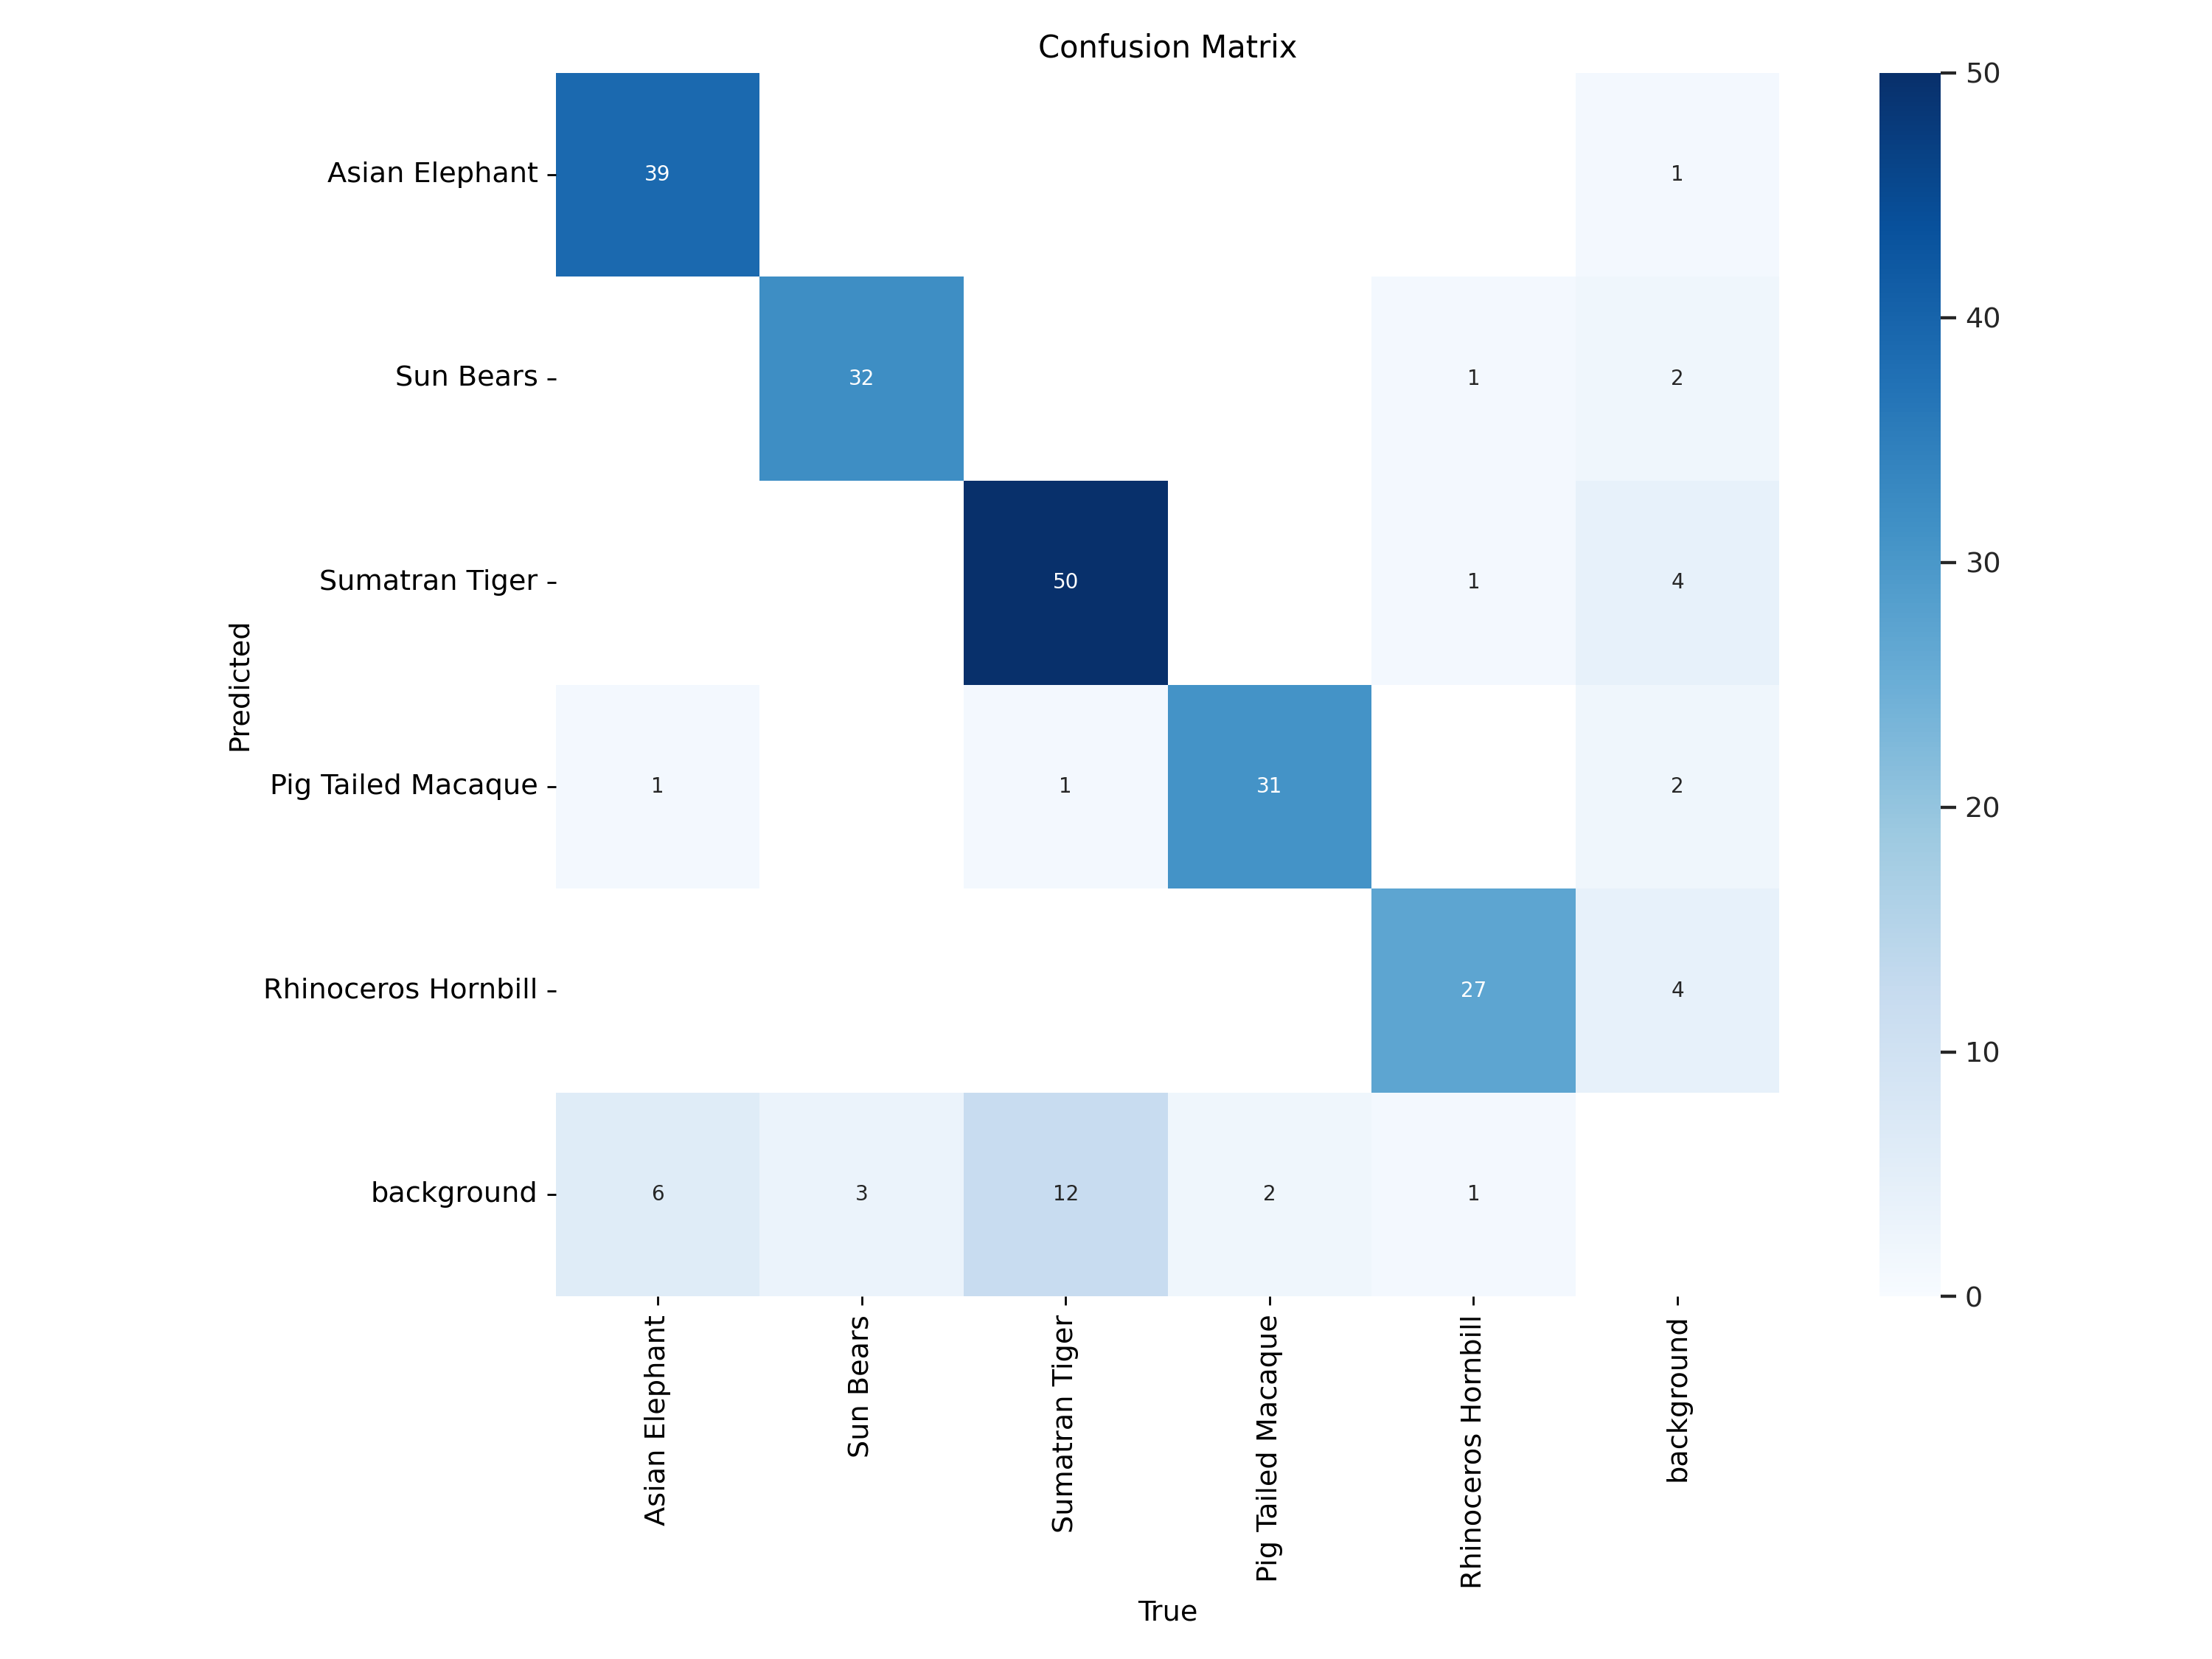 Confusion Matrix
Asian Elephant 39 1
Sun Bears 32 1 2
Sumatran Tiger 50 1 4
Pig Tailed Macaque 1 1 31 2
Rhinoceros Hornbill 27 4
background 6 3 12 2 1
Predicted
Asian Elephant
Sun Bears
Sumatran Tiger
Pig Tailed Macaque
Rhinoceros Hornbill
background
True
50
40
30
20
10
0